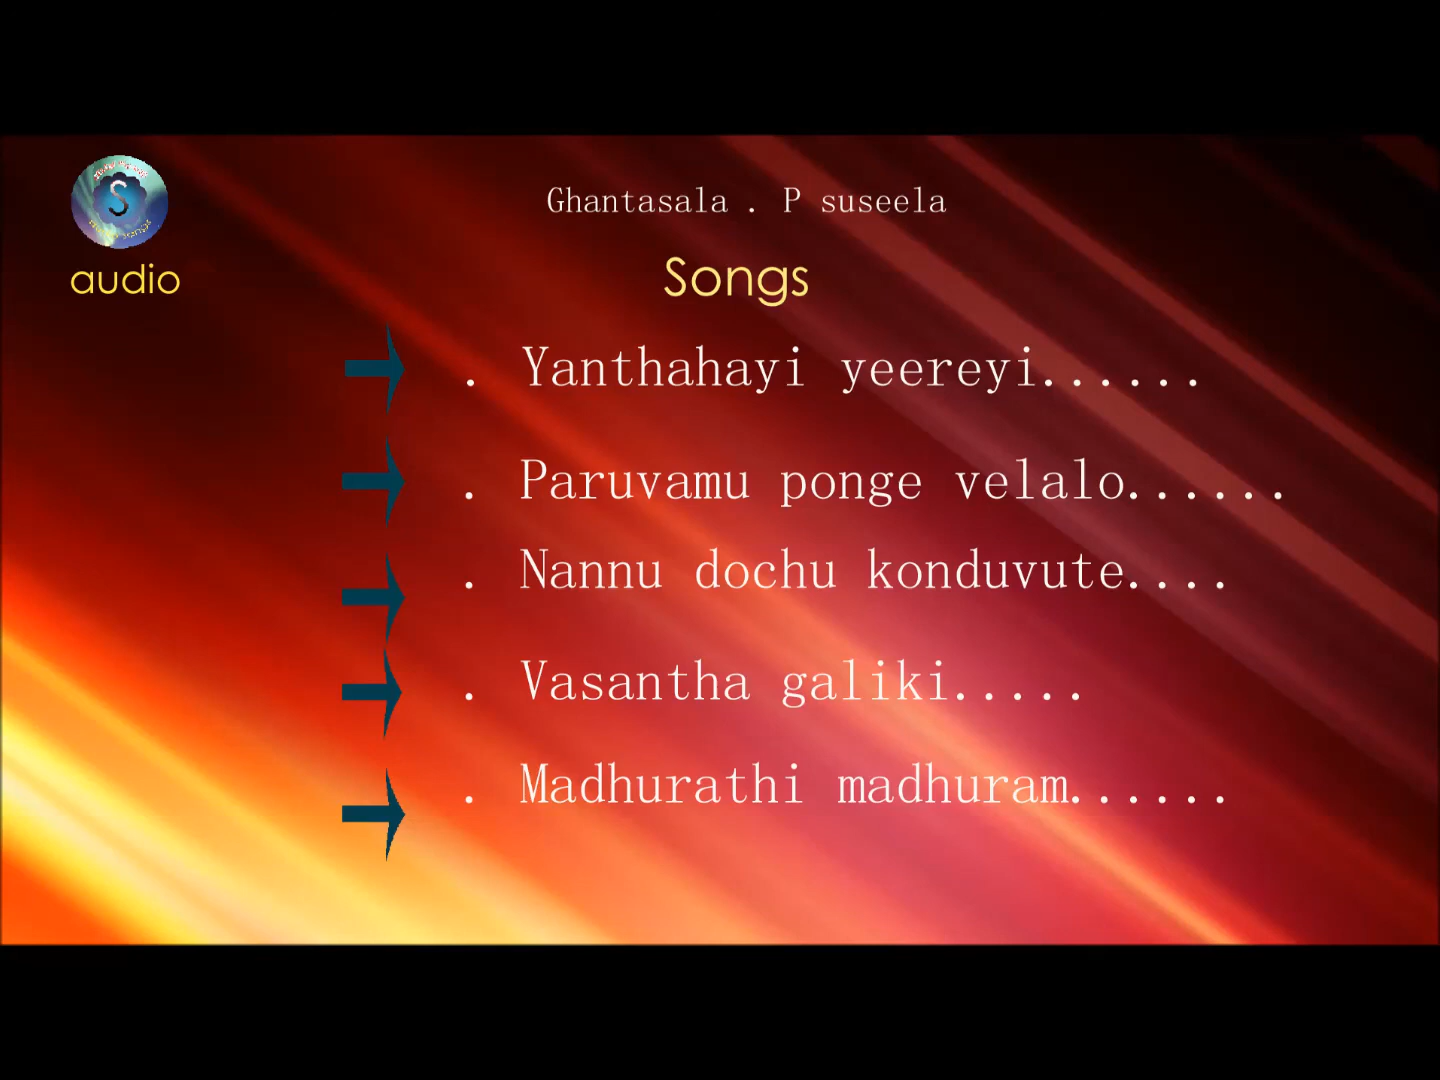 S
audio
Ghantasala . P suseela
Songs
. Yanthahayi yeereyi......
. Paruvamu ponge velalo......
. Nannu dochu konduvute....
. Vasantha galiki.....
. Madhurathi madhuram......